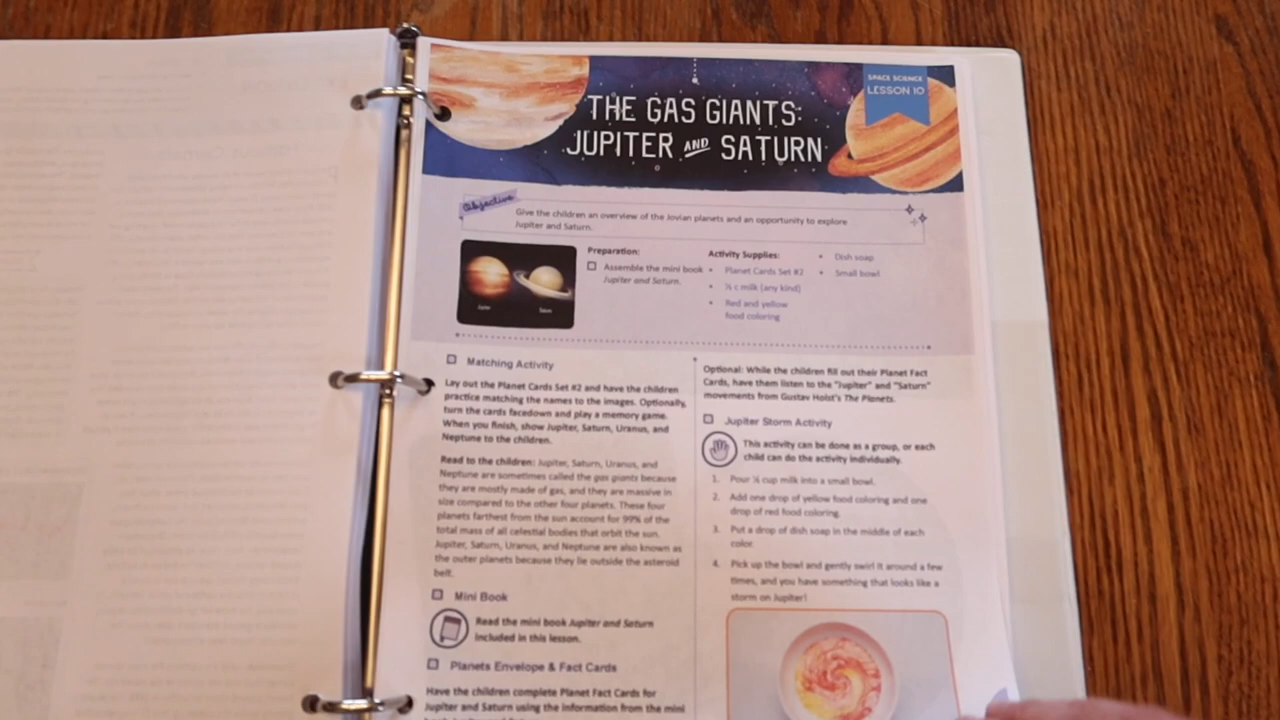 SPACE SCIENCE
LESSON 10
THE GAS GIANTS:
JUPITER AND SATURN
Objective
Give the children an overview of the Jovian planets and an opportunity to explore
Jupiter and Saturn.
Preparation:
Assemble the mini book
Jupiter and Saturn.
Activity Supplies:
• Planet Cards Set #2
• ¼ c milk (any kind)
• Red and yellow
food coloring
• Dish soap
• Small bowl
Jupiter
Saturn
Matching Activity
Lay out the Planet Cards Set #2 and have the children
practice matching the names to the images. Optionally,
turn the cards facedown and play a memory game.
When you finish, show Jupiter, Saturn, Uranus, and
Neptune to the children.
Read to the children: Jupiter, Saturn, Uranus, and
Neptune are sometimes called the gas giants because
they are mostly made of gas, and they are massive in
size compared to the other four planets. These four
planets farthest from the sun account for 99% of the
total mass of all celestial bodies that orbit the sun.
Jupiter, Saturn, Uranus, and Neptune are also known as
the outer planets because they lie outside the asteroid
belt.
Mini Book
Read the mini book Jupiter and Saturn
included in this lesson.
Planets Envelope & Fact Cards
Have the children complete Planet Fact Cards for
Jupiter and Saturn using the information from the mini
Optional: While the children fill out their Planet Fact
Cards, have them listen to the "Jupiter" and "Saturn"
movements from Gustav Holst's The Planets.
Jupiter Storm Activity
This activity can be done as a group, or each
child can do the activity individually.
1. Pour ¼ cup milk into a small bowl.
2. Add one drop of yellow food coloring and one
drop of red food coloring.
3. Put a drop of dish soap in the middle of each
color.
4. Pick up the bowl and gently swirl it around a few
times, and you have something that looks like a
storm on Jupiter!